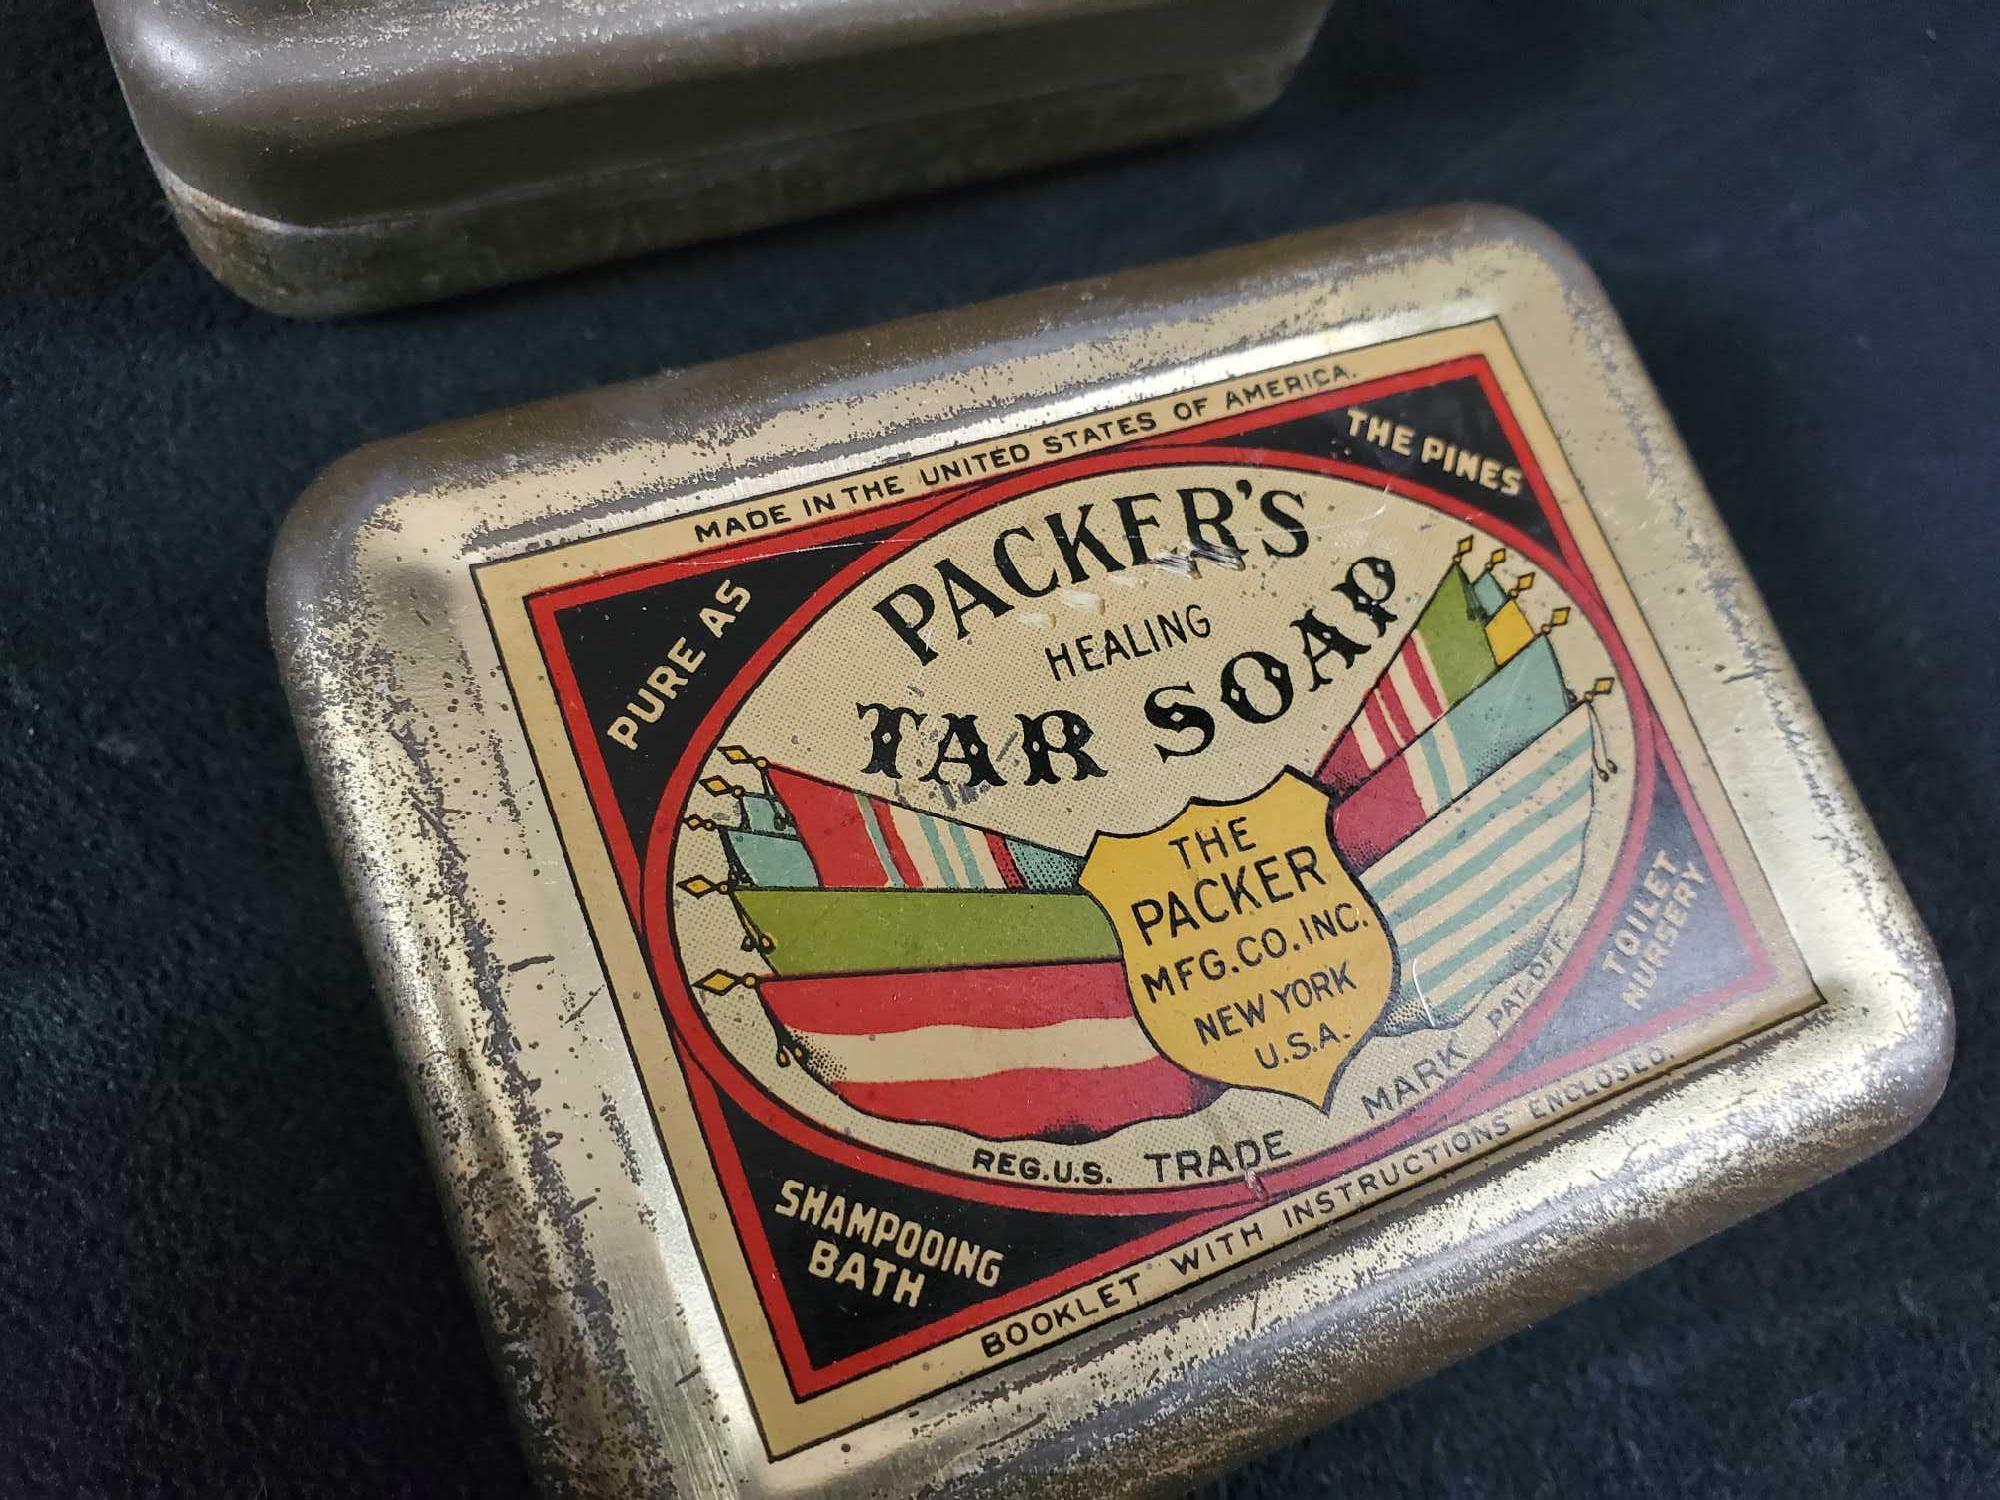 MADE IN THE UNITED STATES OF AMERICA.
PURE AS
THE PINES
PACKER'S
HEALING
TAR SOAP
THE
PACKER
MFG.CO.INC.
NEW YORK
U.S.A.
REG.U.S. TRADE MARK PAT-OFF.
SHAMPOOING
BATH
TOILET
NURSERY
BOOKLET WITH INSTRUCTIONS ENCLOSED.